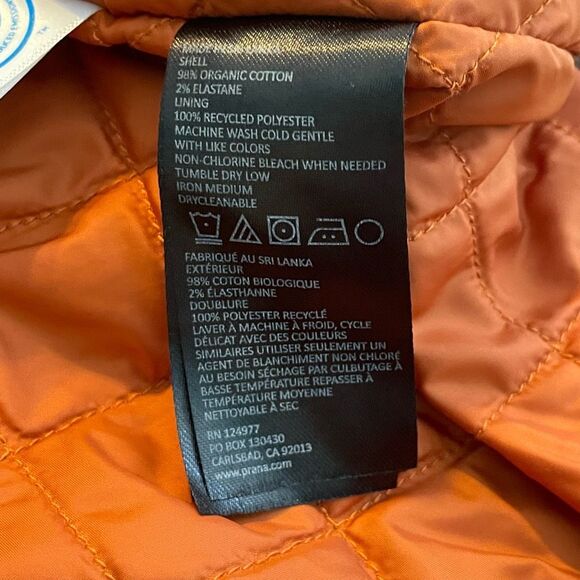 SHELL
98% ORGANIC COTTON
2% ELASTANE
LINING
100% RECYCLED POLYESTER
MACHINE WASH COLD GENTLE
WITH LIKE COLORS
NON-CHLORINE BLEACH WHEN NEEDED
TUMBLE DRY LOW
IRON MEDIUM
DRYCLEANABLE
FABRIQUÉ AU SRI LANKA
EXTÉRIEUR
98% COTON BIOLOGIQUE
2% ÉLASTHANNE
DOUBLURE
100% POLYESTER RECYCLÉ
LAVER À MACHINE À FROID, CYCLE
DÉLICAT AVEC DES COULEURS
SIMILAIRES UTILISER SEULEMENT UN
AGENT DE BLANCHIMENT NON CHLORÉ
AU BESOIN SÉCHAGE PAR CULBUTAGE À
BASSE TEMPÉRATURE REPASSER À
TEMPÉRATURE MOYENNE
NETTOYABLE À SEC
RN 124977
PO BOX 130430
CARLSBAD, CA 92013
www.prana.com